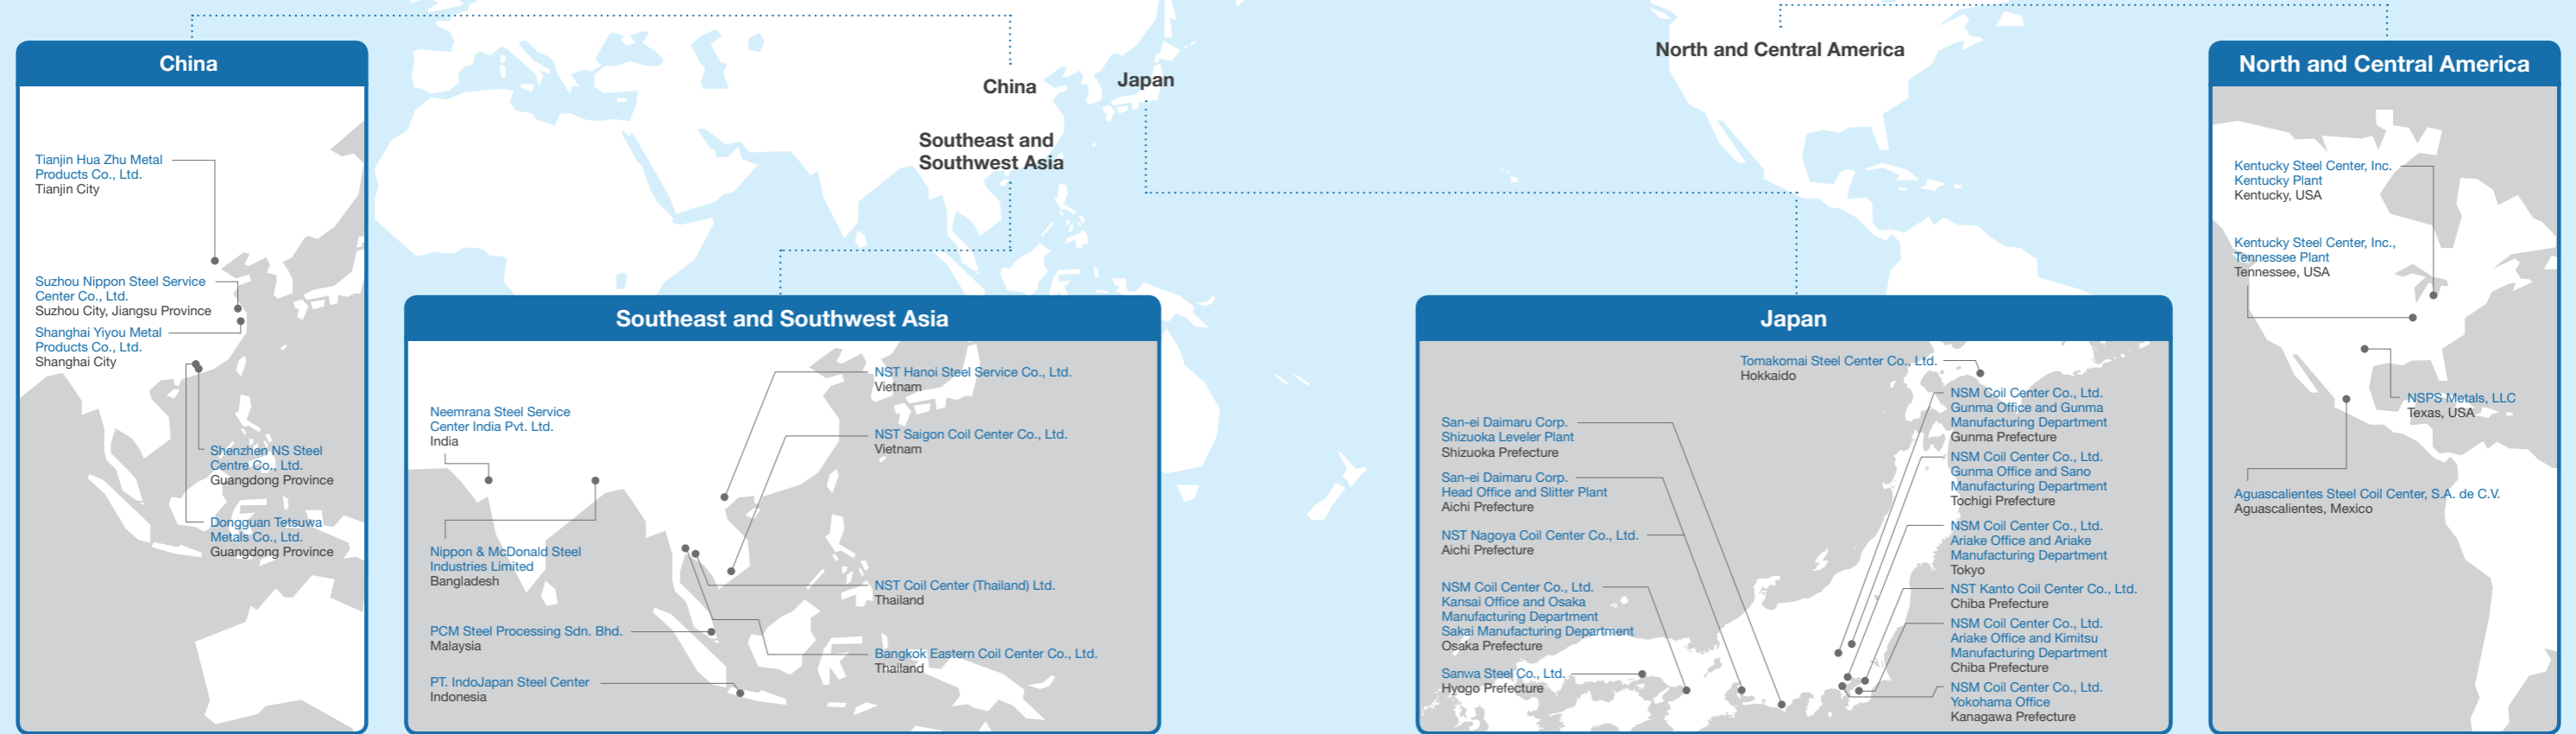 China
Japan
Southeast and
Southwest Asia
North and Central America
China
Tianjin Hua Zhu Metal
Products Co., Ltd.
Tianjin City
Suzhou Nippon Steel Service
Center Co., Ltd.
Suzhou City, Jiangsu Province
Shanghai Yiyou Metal
Products Co., Ltd.
Shanghai City
Shenzhen NS Steel
Centre Co., Ltd.
Guangdong Province
Dongguan Tetsuwa
Metals Co., Ltd.
Guangdong Province
Southeast and Southwest Asia
Neemrana Steel Service
Center India Pvt. Ltd.
India
Nippon & McDonald Steel
Industries Limited
Bangladesh
PCM Steel Processing Sdn. Bhd.
Malaysia
PT. IndoJapan Steel Center
Indonesia
NST Hanoi Steel Service Co., Ltd.
Vietnam
NST Saigon Coil Center Co., Ltd.
Vietnam
NST Coil Center (Thailand) Ltd.
Thailand
Bangkok Eastern Coil Center Co., Ltd.
Thailand
Japan
Tomakomai Steel Center Co., Ltd.
Hokkaido
San-ei Daimaru Corp.
Shizuoka Leveler Plant
Shizuoka Prefecture
San-ei Daimaru Corp.
Head Office and Slitter Plant
Aichi Prefecture
NST Nagoya Coil Center Co., Ltd.
Aichi Prefecture
NSM Coil Center Co., Ltd.
Kansai Office and Osaka
Manufacturing Department
Sakai Manufacturing Department
Osaka Prefecture
Sanwa Steel Co., Ltd.
Hyogo Prefecture
NSM Coil Center Co., Ltd.
Gunma Office and Gunma
Manufacturing Department
Gunma Prefecture
NSM Coil Center Co., Ltd.
Gunma Office and Sano
Manufacturing Department
Tochigi Prefecture
NSM Coil Center Co., Ltd.
Ariake Office and Ariake
Manufacturing Department
Tokyo
NST Kanto Coil Center Co., Ltd.
Chiba Prefecture
NSM Coil Center Co., Ltd.
Ariake Office and Kimitsu
Manufacturing Department
Chiba Prefecture
NSM Coil Center Co., Ltd.
Yokohama Office
Kanagawa Prefecture
North and Central America
Kentucky Steel Center, Inc.
Kentucky Plant
Kentucky, USA
Kentucky Steel Center, Inc.,
Tennessee Plant
Tennessee, USA
NSPS Metals, LLC
Texas, USA
Aguascalientes Steel Coil Center, S.A. de C.V.
Aguascalientes, Mexico